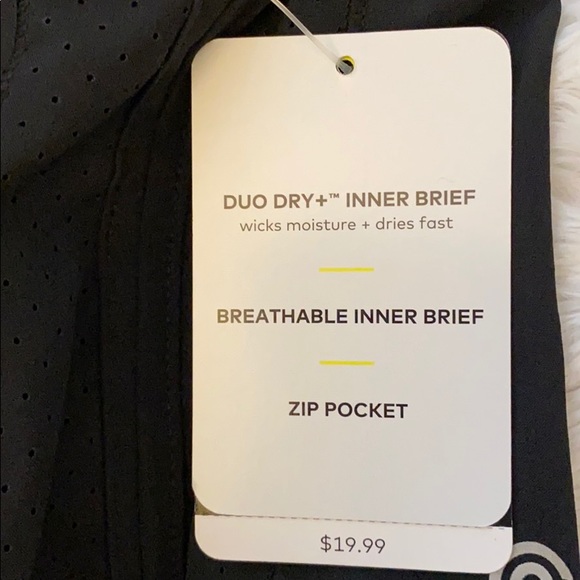 DUO DRY+™ INNER BRIEF
wicks moisture + dries fast
BREATHABLE INNER BRIEF
ZIP POCKET
$19.99